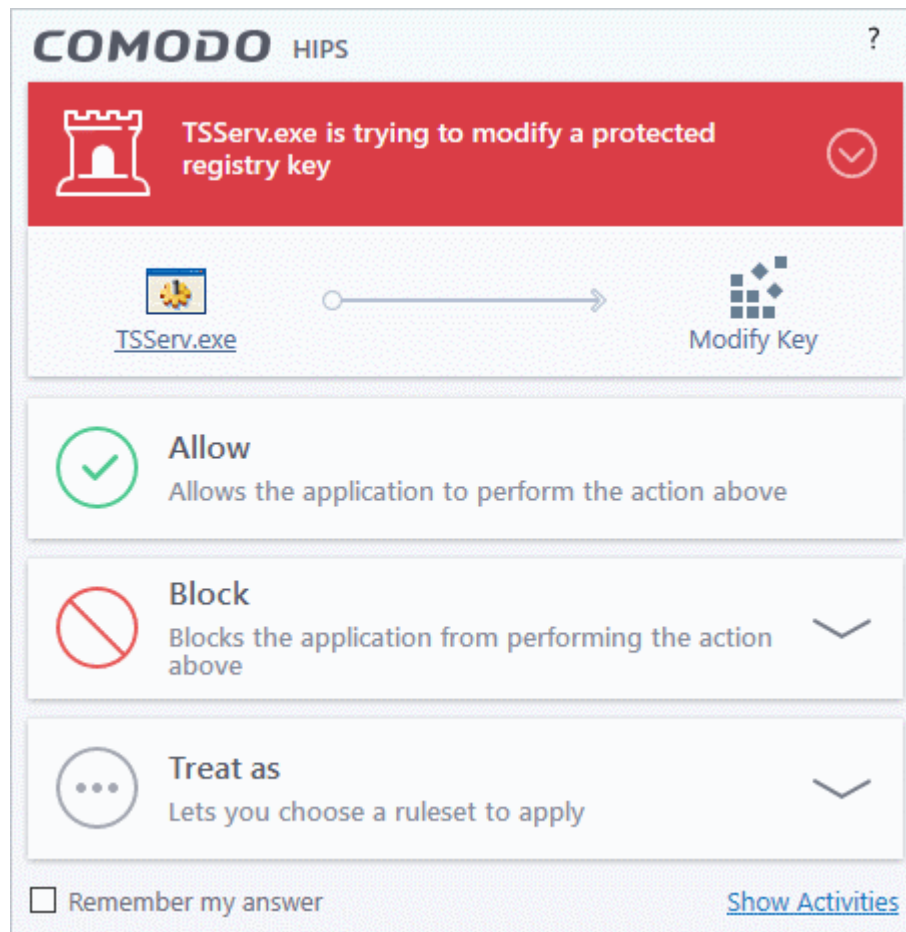 COMODO HIPS ?
TSServ.exe is trying to modify a protected
registry key
TSServ.exe
Modify Key
Allow
Allows the application to perform the action above
Block
Blocks the application from performing the action
above
Treat as
Lets you choose a ruleset to apply
Remember my answer
Show Activities